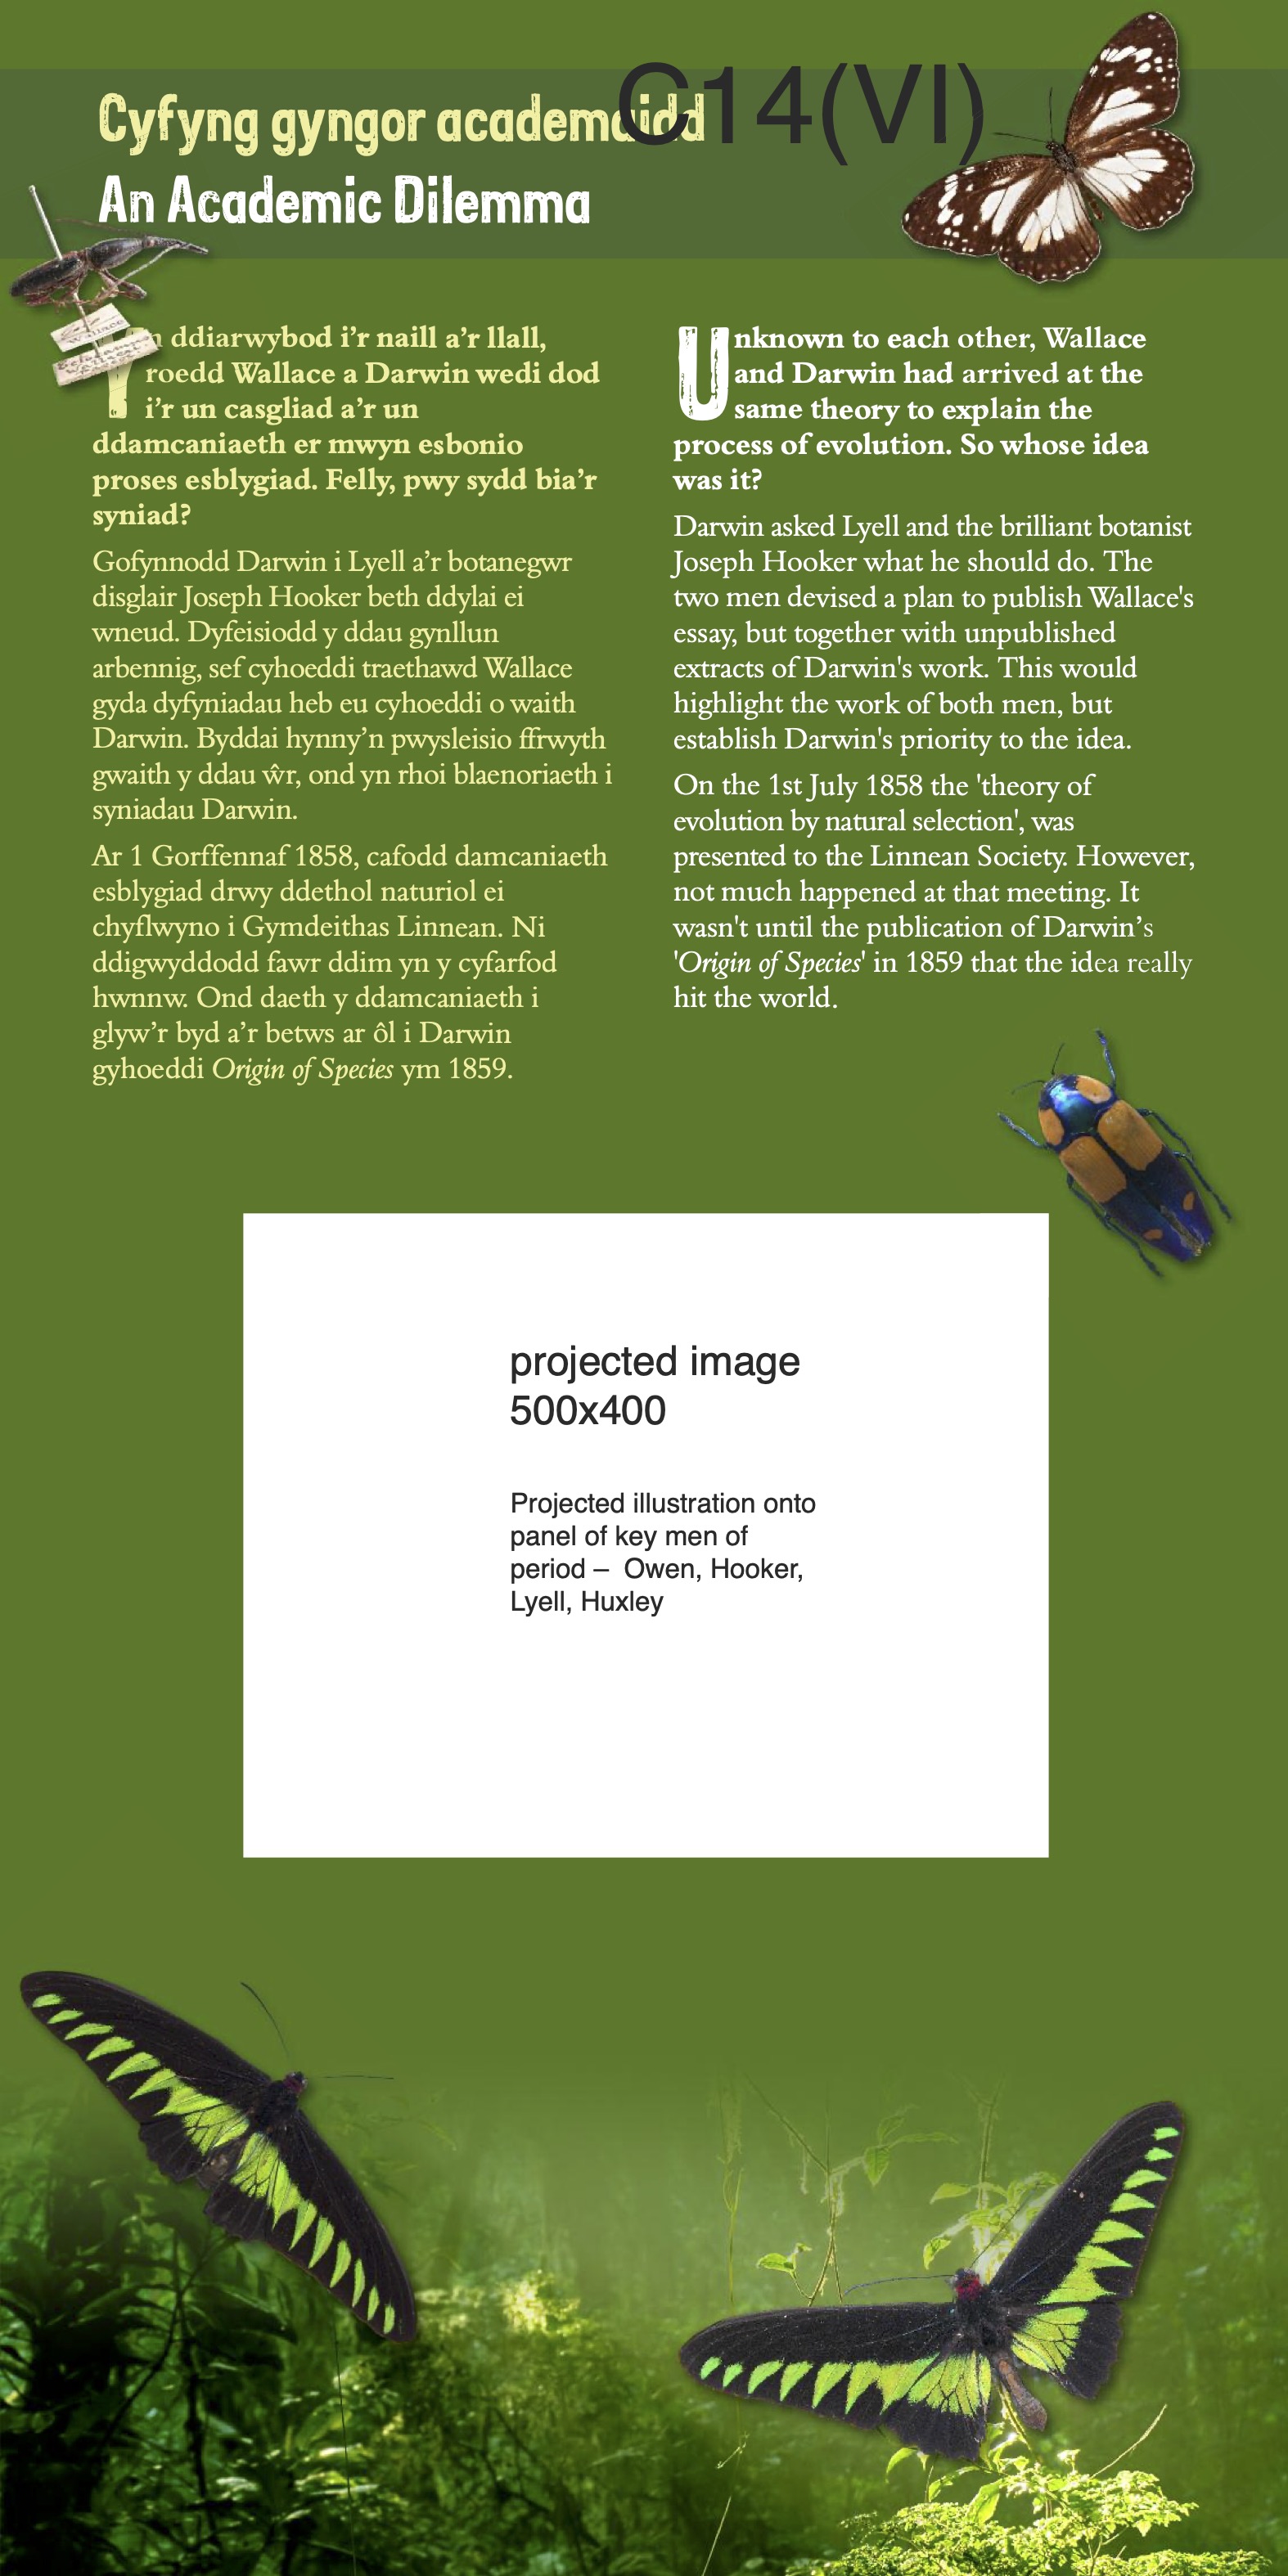 Cyfyng gyngor academaidd
C14(VI)
An Academic Dilemma
Yn ddiarwybod i’r naill a’r llall,
roedd Wallace a Darwin wedi dod
i’r un casgliad a’r un
ddamcaniaeth er mwyn esbonio
proses esblygiad. Felly, pwy sydd bia’r
syniad?
Gofynnodd Darwin i Lyell a’r botanegwr
disglair Joseph Hooker beth ddylai ei
wneud. Dyfeisiodd y ddau gynllun
arbennig, sef cyhoeddi traethawd Wallace
gyda dyfyniadau heb eu cyhoeddi o waith
Darwin. Byddai hynny’n pwysleisio ffrwyth
gwaith y ddau ŵr, ond yn rhoi blaenoriaeth i
syniadau Darwin.
Ar 1 Gorffennaf 1858, cafodd damcaniaeth
esblygiad drwy ddethol naturiol ei
chyflwyno i Gymdeithas Linnean. Ni
ddigwyddodd fawr ddim yn y cyfarfod
hwnnw. Ond daeth y ddamcaniaeth i
glyw’r byd a’r betws ar ôl i Darwin
gyhoeddi Origin of Species ym 1859.
Unknown to each other, Wallace
and Darwin had arrived at the
same theory to explain the
process of evolution. So whose idea
was it?
Darwin asked Lyell and the brilliant botanist
Joseph Hooker what he should do. The
two men devised a plan to publish Wallace's
essay, but together with unpublished
extracts of Darwin's work. This would
highlight the work of both men, but
establish Darwin's priority to the idea.
On the 1st July 1858 the 'theory of
evolution by natural selection', was
presented to the Linnean Society. However,
not much happened at that meeting. It
wasn't until the publication of Darwin’s
'Origin of Species' in 1859 that the idea really
hit the world.
projected image
500x400
Projected illustration onto
panel of key men of
period – Owen, Hooker,
Lyell, Huxley